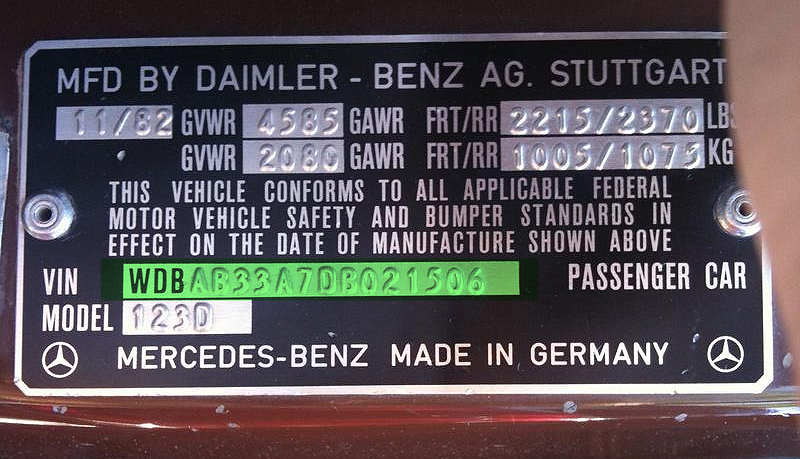 MFD BY DAIMLER - BENZ AG. STUTTGART
11/82 GVWR 4585 GAWR FRT/RR 2215/2370 LBS
GVWR 2080 GAWR FRT/RR 1005/1075 KG
THIS VEHICLE CONFORMS TO ALL APPLICABLE FEDERAL
MOTOR VEHICLE SAFETY AND BUMPER STANDARDS IN
EFFECT ON THE DATE OF MANUFACTURE SHOWN ABOVE
VIN WDBAB33A7DB021506 PASSENGER CAR
MODEL 123D
MERCEDES-BENZ MADE IN GERMANY